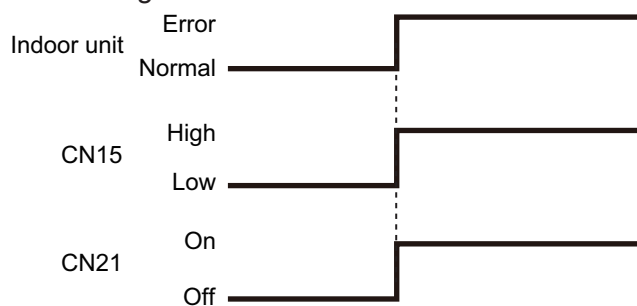 Error
Indoor unit
Normal
High
CN15
Low
On
CN21
Off